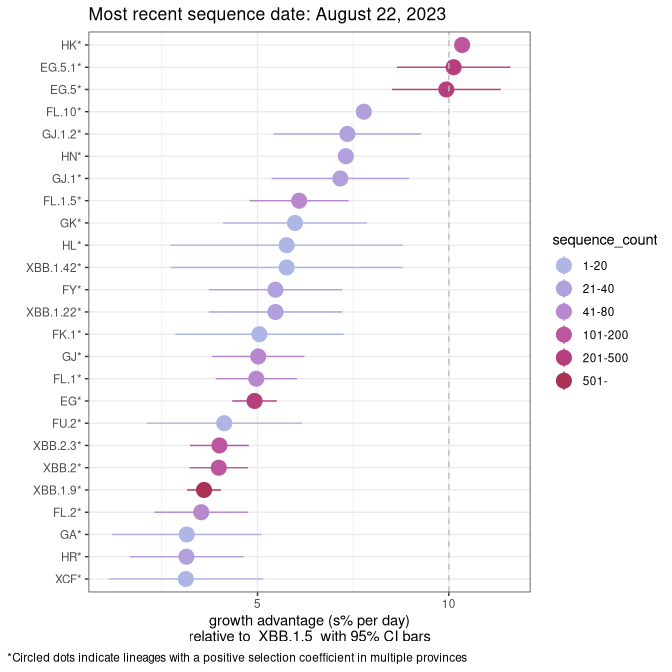 Most recent sequence date: August 22, 2023
HK*
EG.5.1*
EG.5*
FL.10*
GJ.1.2*
HN*
GJ.1*
FL.1.5*
GK*
HL*
XBB.1.42*
FY*
XBB.1.22*
FK.1*
GJ*
FL.1*
EG*
FU.2*
XBB.2.3*
XBB.2*
XBB.1.9*
FL.2*
GA*
HR*
XCF*
5
10
growth advantage (s% per day)
relative to XBB.1.5 with 95% CI bars
sequence_count
1-20
21-40
41-80
101-200
201-500
501-
*Circled dots indicate lineages with a positive selection coefficient in multiple provinces